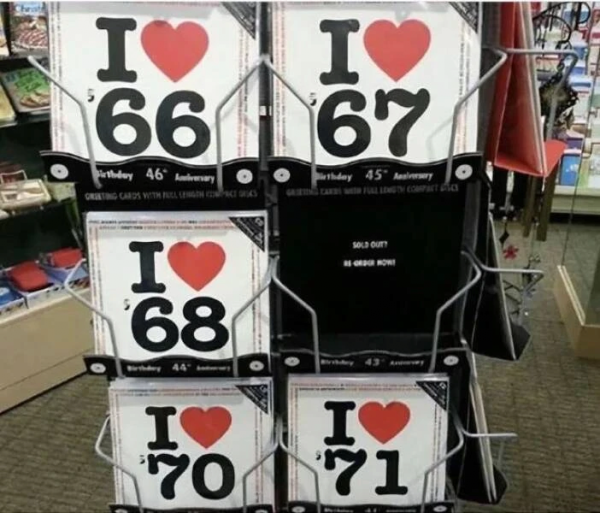 I ❤ I ❤
'66 '67
Birthday 46th Anniversary Birthday 45th Anniversary
GREETING CARDS WITH FULL LENGTH COMPACT DISCS GREETING CARDS WITH FULL LENGTH COMPACT DISCS
I ❤
'68
SOLD OUT?
RE-ORDER NOW!
Birthday 44th Anniversary Birthday 43rd Anniversary
I ❤ I ❤
'70 '71